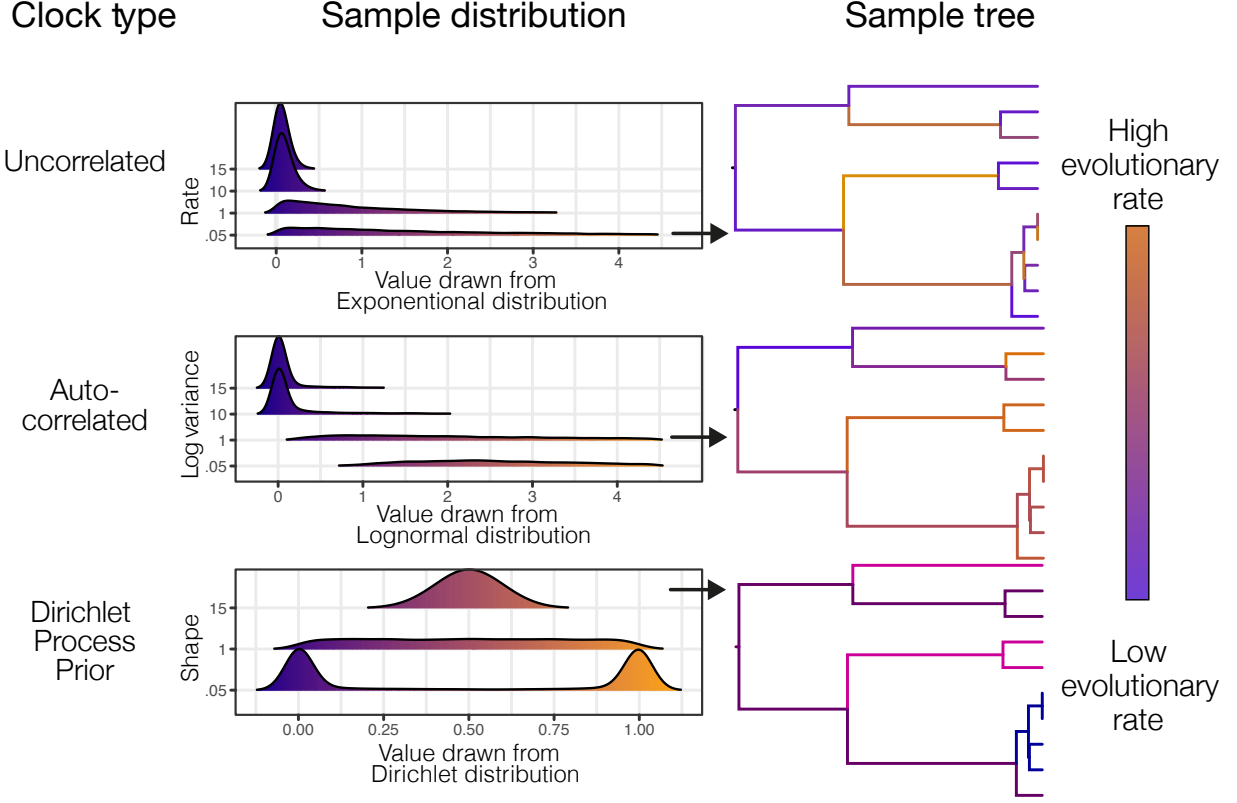 Clock type
Sample distribution
Sample tree
Uncorrelated
Rate
15
10
1
.05
0
1
2
3
4
Value drawn from
Exponentional distribution
High
evolutionary
rate
Auto-
correlated
Log variance
15
10
1
.05
0
1
2
3
4
Value drawn from
Lognormal distribution
Dirichlet
Process
Prior
Shape
15
1
.05
0.00
0.25
0.50
0.75
1.00
Value drawn from
Dirichlet distribution
Low
evolutionary
rate